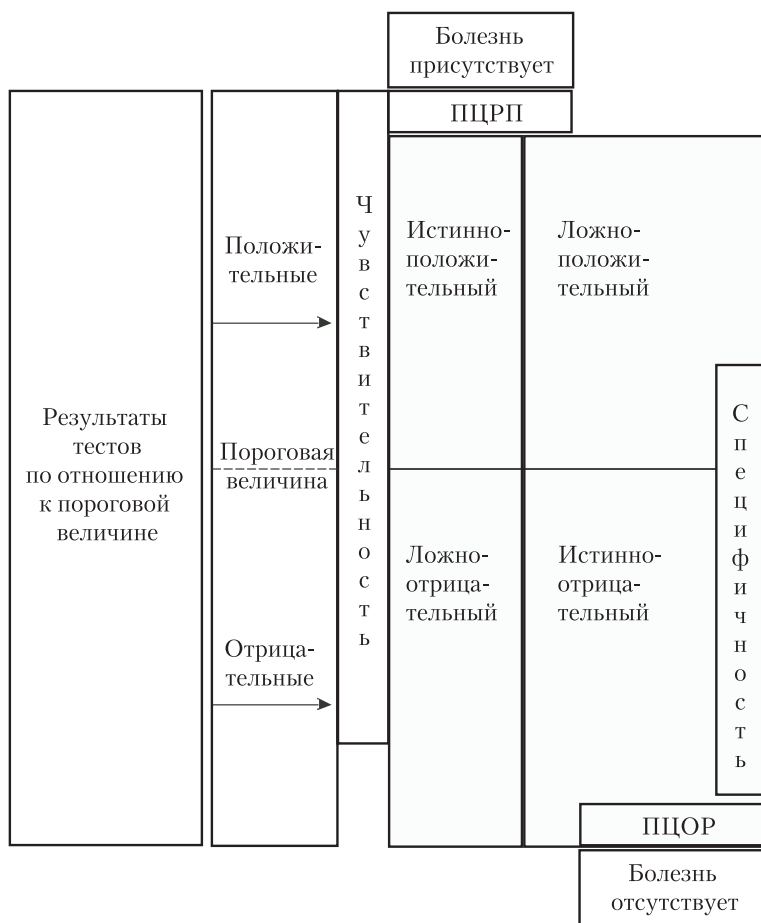 Болезнь
присутствует
ПЦРП
Результаты
тестов
по отношению
к пороговой
величине
Положи-
тельные
Пороговая
величина
Отрица-
тельные
Чувствительность
Истинно-
положи-
тельный
Ложно-
положи-
тельный
Ложно-
отрица-
тельный
Истинно-
отрица-
тельный
Специфичность
ПЦОР
Болезнь
отсутствует